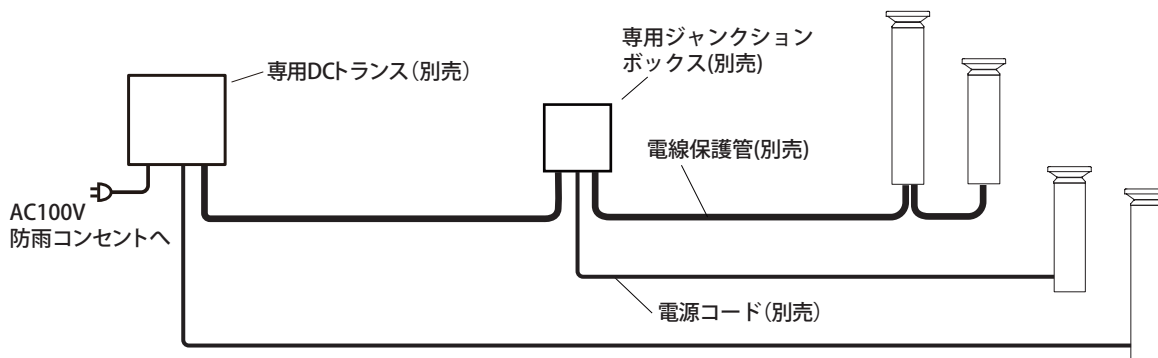 専用DCトランス（別売）
専用ジャンクション
ボックス(別売)
電線保護管(別売)
AC100V
防雨コンセントへ
電源コード（別売）